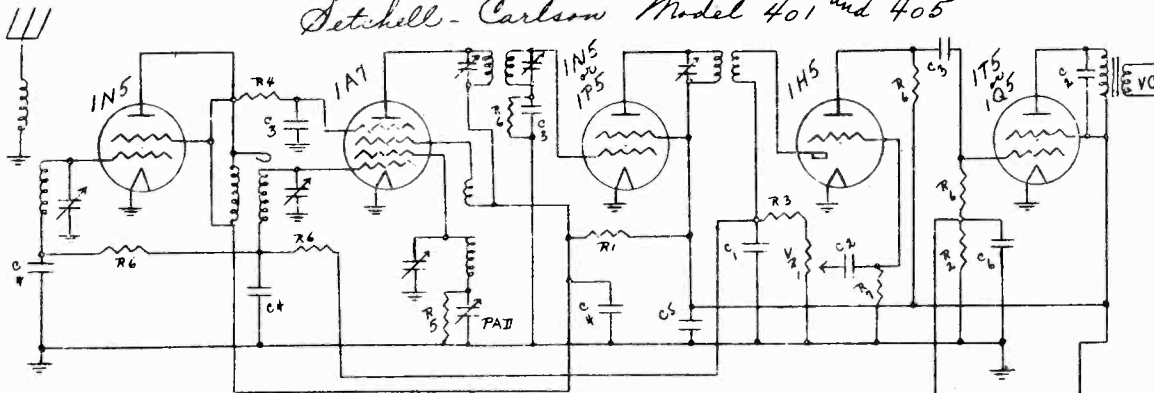 Setchell - Carlson Model 401 and 405
1N5
R4
C3
1A7
R6
C3
1N5
or
1P5
1H5
R6
C3
1T5
or
1Q5
C2
VC
C4
R6
C4
R6
R5
PAD
R1
C4
C5
C1
R3
VR1
C2
R7
R6
R2
C6